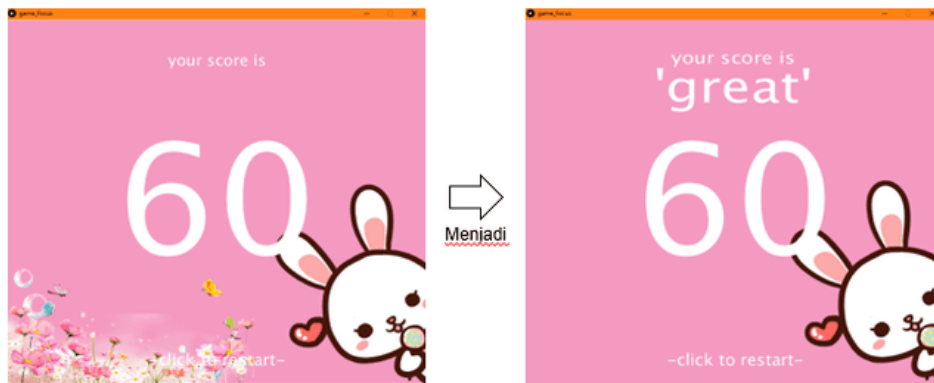 game_focus
your score is
60
-click to restart-
Menjadi
game_focus
your score is
'great'
60
-click to restart-